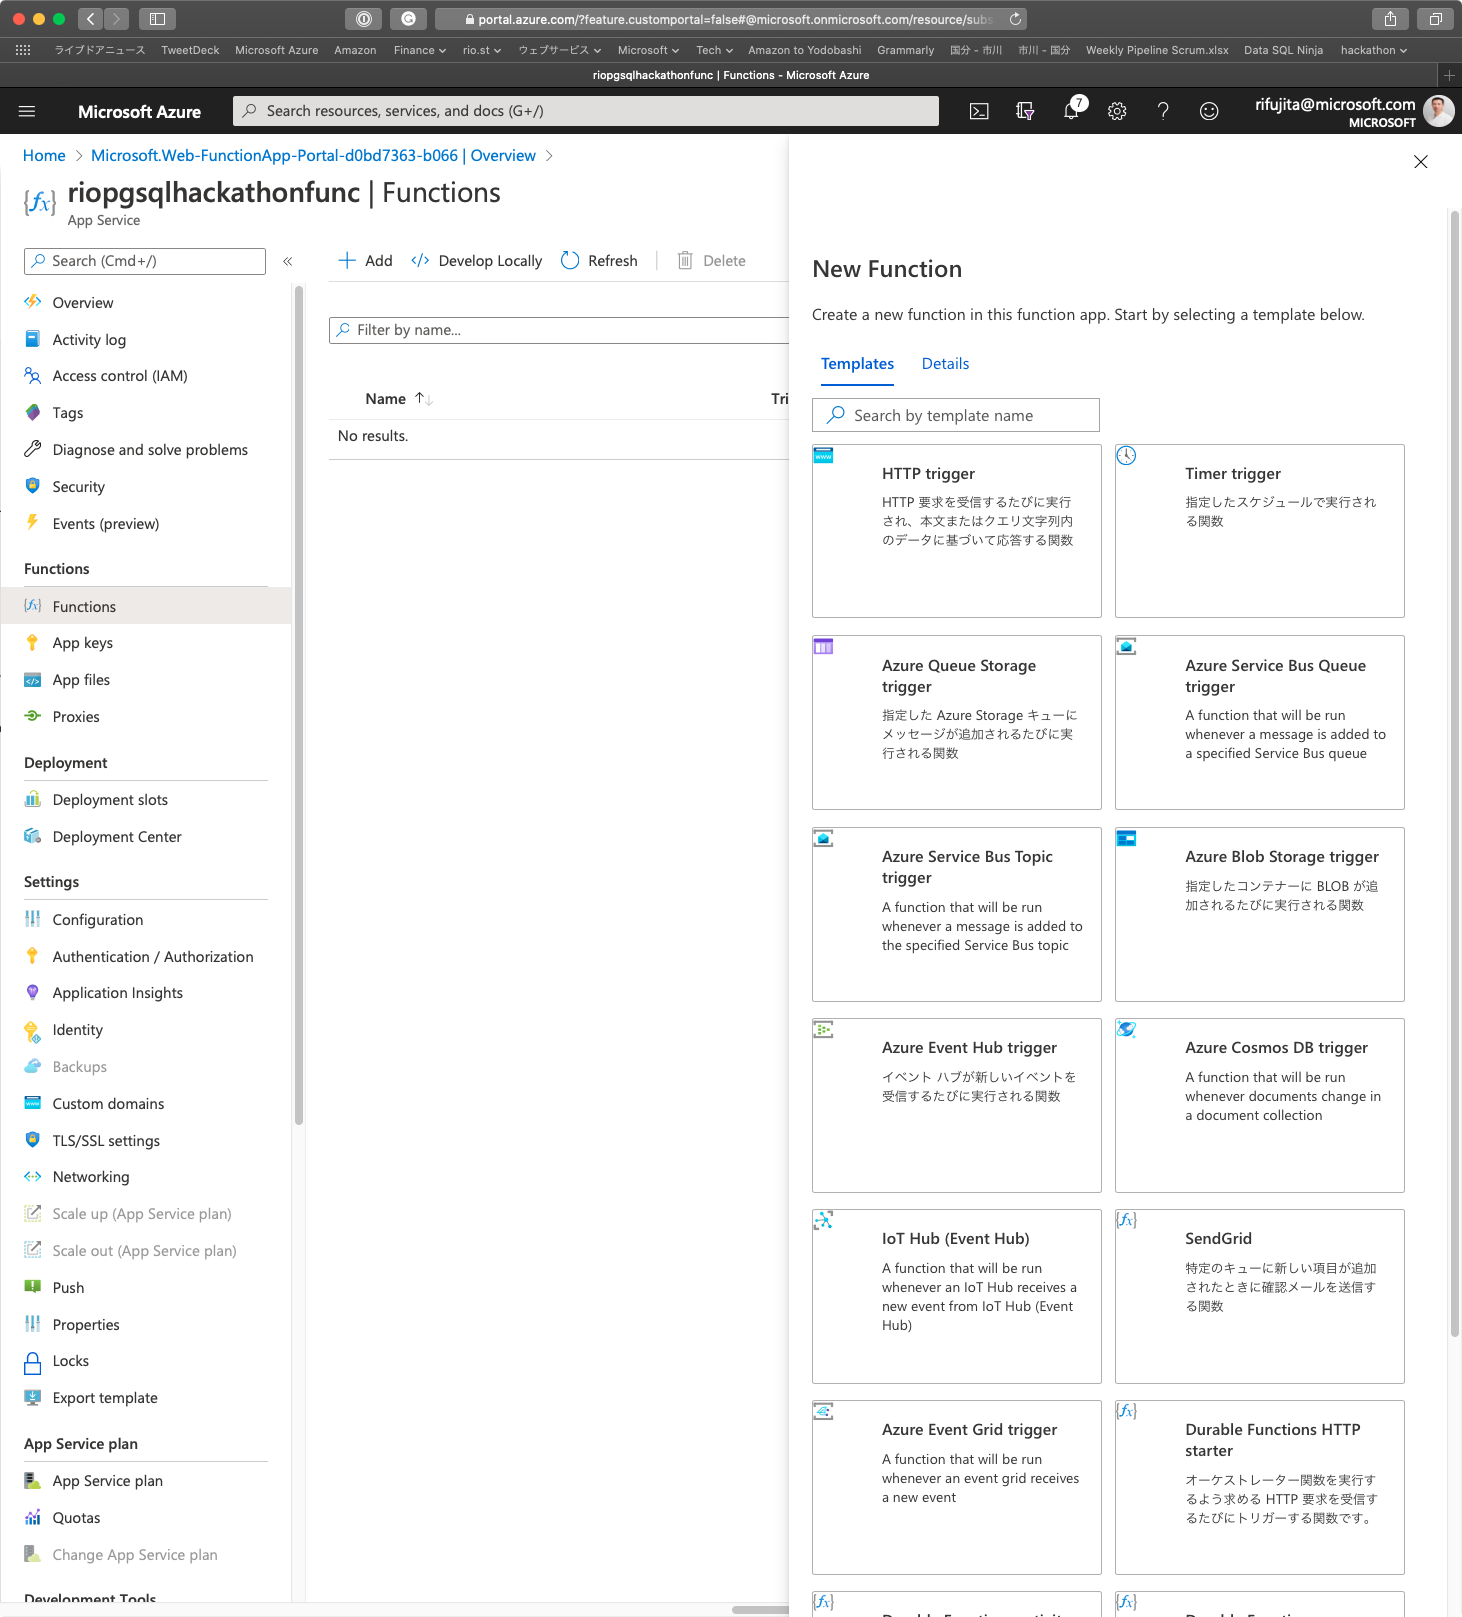 portal.azure.com/?feature.customportal=false#@microsoft.onmicrosoft.com/resource/subs
ライブドアニュース TweetDeck Microsoft Azure Amazon Finance rio.st ウェブサービス Microsoft Tech Amazon to Yodobashi Grammarly 国分 - 市川 市川 - 国分 Weekly Pipeline Scrum.xlsx Data SQL Ninja hackathon
riopgsqlhackathonfunc | Functions - Microsoft Azure
Microsoft Azure
Search resources, services, and docs (G+/)
7
rifujita@microsoft.com
MICROSOFT
Home > Microsoft.Web-FunctionApp-Portal-d0bd7363-b066 | Overview >
riopgsqlhackathonfunc | Functions
App Service
Search (Cmd+/)
«
Overview
Activity log
Access control (IAM)
Tags
Diagnose and solve problems
Security
Events (preview)
Functions
Functions
App keys
App files
Proxies
Deployment
Deployment slots
Deployment Center
Settings
Configuration
Authentication / Authorization
Application Insights
Identity
Backups
Custom domains
TLS/SSL settings
Networking
Scale up (App Service plan)
Scale out (App Service plan)
Push
Properties
Locks
Export template
App Service plan
App Service plan
Quotas
Change App Service plan
Development Tools
Add Develop Locally Refresh Delete
Filter by name...
Name Tri
No results.
New Function
Create a new function in this function app. Start by selecting a template below.
Templates Details
Search by template name
HTTP trigger
HTTP 要求を受信するたびに実行
され、本文またはクエリ文字列内
のデータに基づいて応答する関数
Timer trigger
指定したスケジュールで実行され
る関数
Azure Queue Storage
trigger
指定した Azure Storage キューに
メッセージが追加されるたびに実
行される関数
Azure Service Bus Queue
trigger
A function that will be run
whenever a message is added to
a specified Service Bus queue
Azure Service Bus Topic
trigger
A function that will be run
whenever a message is added to
the specified Service Bus topic
Azure Blob Storage trigger
指定したコンテナーに BLOB が追
加されるたびに実行される関数
Azure Event Hub trigger
イベント ハブが新しいイベントを
受信するたびに実行される関数
Azure Cosmos DB trigger
A function that will be run
whenever documents change in
a document collection
IoT Hub (Event Hub)
A function that will be run
whenever an IoT Hub receives a
new event from IoT Hub (Event
Hub)
SendGrid
特定のキューに新しい項目が追加
されたときに確認メールを送信す
る関数
Azure Event Grid trigger
A function that will be run
whenever an event grid receives
a new event
Durable Functions HTTP
starter
オーケストレーター関数を実行す
るよう求める HTTP 要求を受信す
るたびにトリガーする関数です。